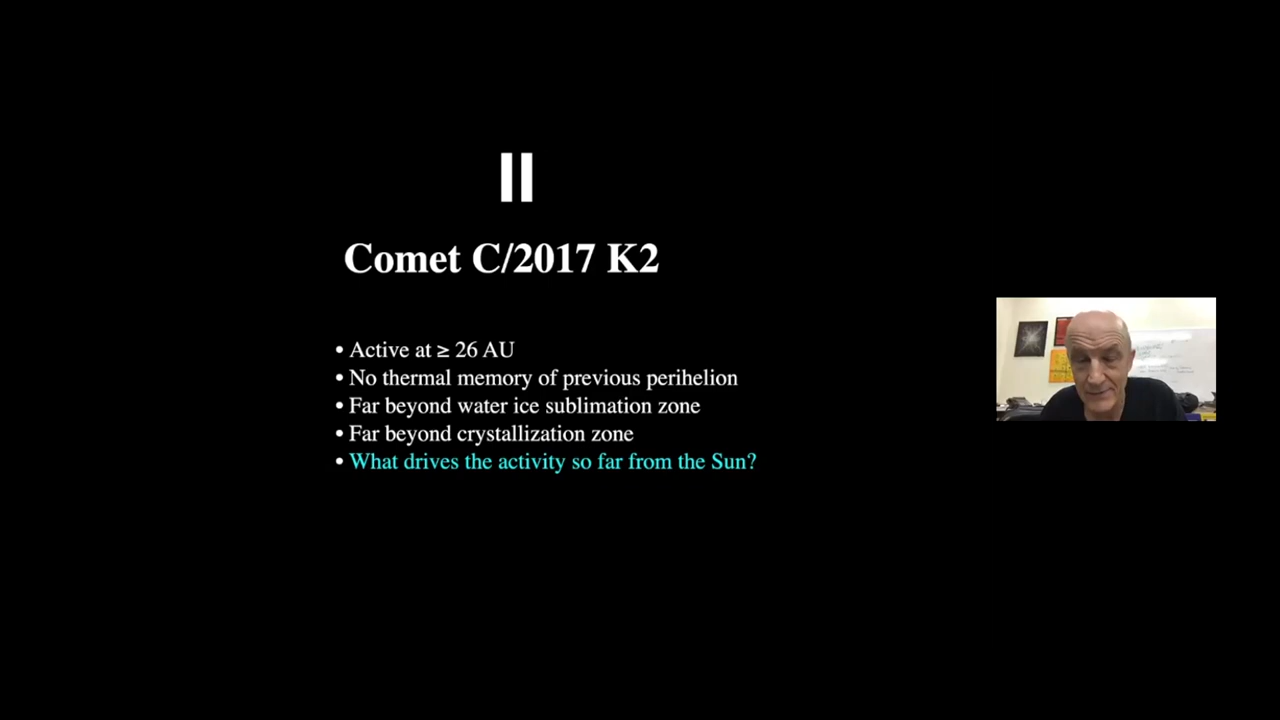 II
Comet C/2017 K2
• Active at ≥ 26 AU
• No thermal memory of previous perihelion
• Far beyond water ice sublimation zone
• Far beyond crystallization zone
• What drives the activity so far from the Sun?